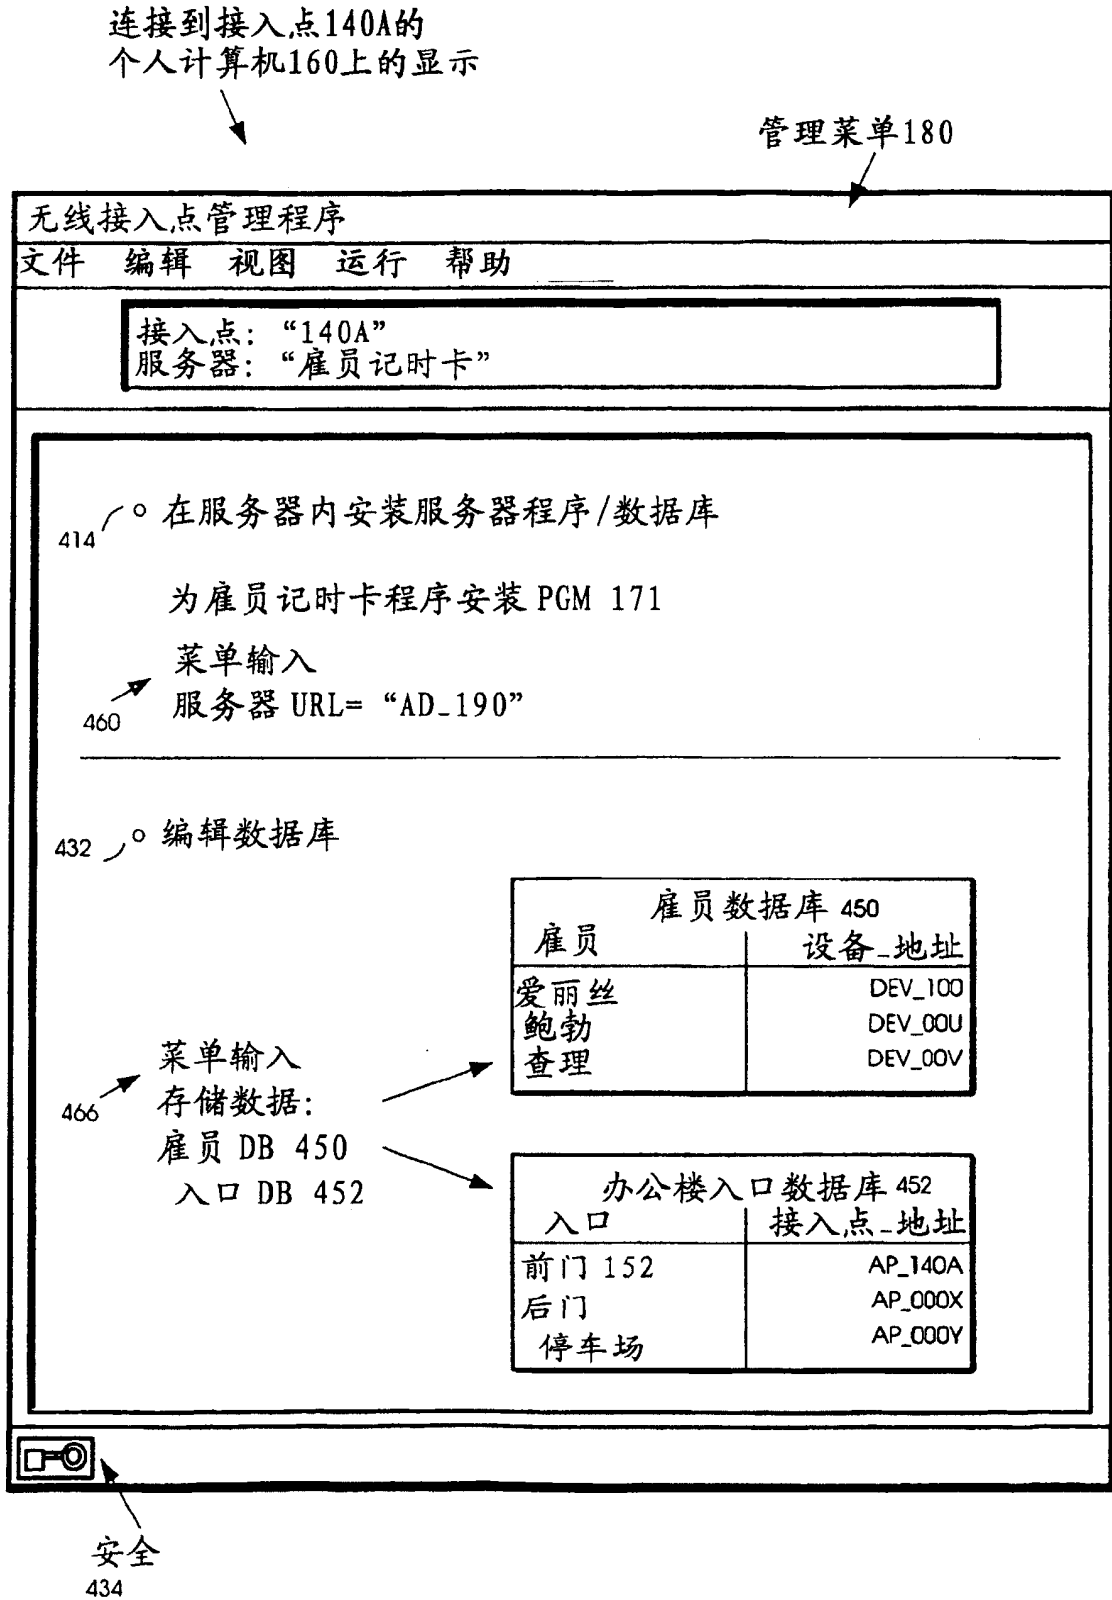 连接到接入点140A的
个人计算机160上的显示
管理菜单180
无线接入点管理程序
文件 编辑 视图 运行 帮助
接入点: “140A”
服务器: “雇员记时卡”
414 在服务器内安装服务器程序/数据库
为雇员记时卡程序安装 PGM 171
菜单输入
460 服务器 URL= “AD_190”
432 编辑数据库
雇员数据库 450
雇员 设备_地址
爱丽丝 DEV_100
鲍勃 DEV_00U
查理 DEV_00V
菜单输入
466 存储数据:
雇员 DB 450
入口 DB 452
办公楼入口数据库 452
入口 接入点_地址
前门 152 AP_140A
后门 AP_000X
停车场 AP_000Y
安全
434